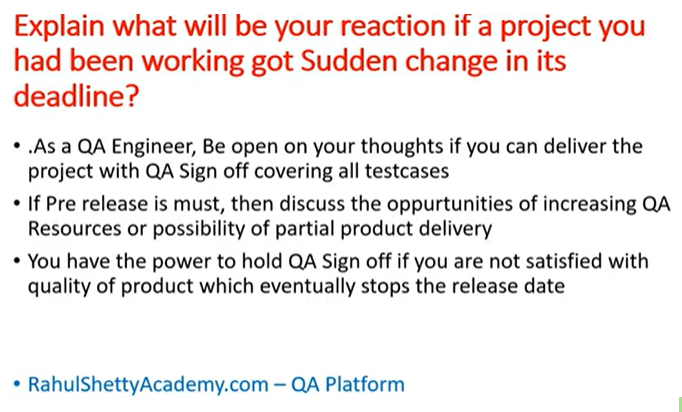 Explain what will be your reaction if a project you
had been working got Sudden change in its
deadline?
• .As a QA Engineer, Be open on your thoughts if you can deliver the
project with QA Sign off covering all testcases
• If Pre release is must, then discuss the oppurtunities of increasing QA
Resources or possibility of partial product delivery
• You have the power to hold QA Sign off if you are not satisfied with
quality of product which eventually stops the release date
• RahulShettyAcademy.com – QA Platform